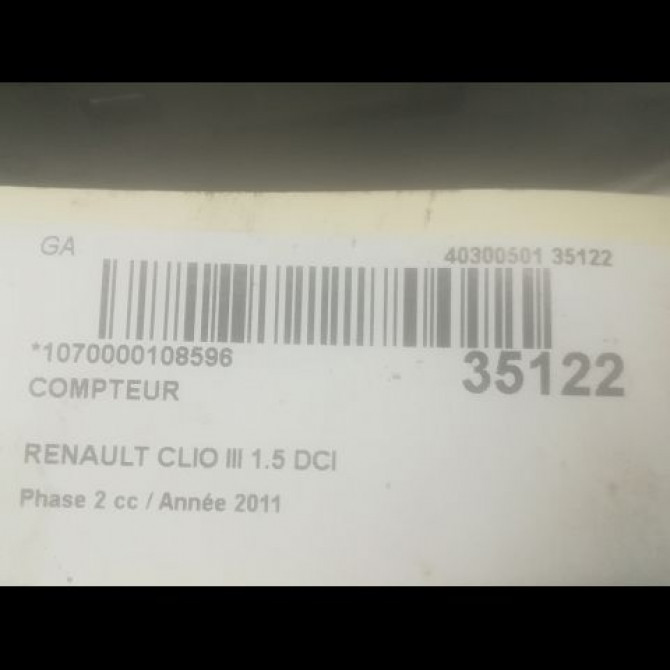 GA
40300501 35122
*1070000108596
35122
COMPTEUR
RENAULT CLIO III 1.5 DCI
Phase 2 cc / Année 2011